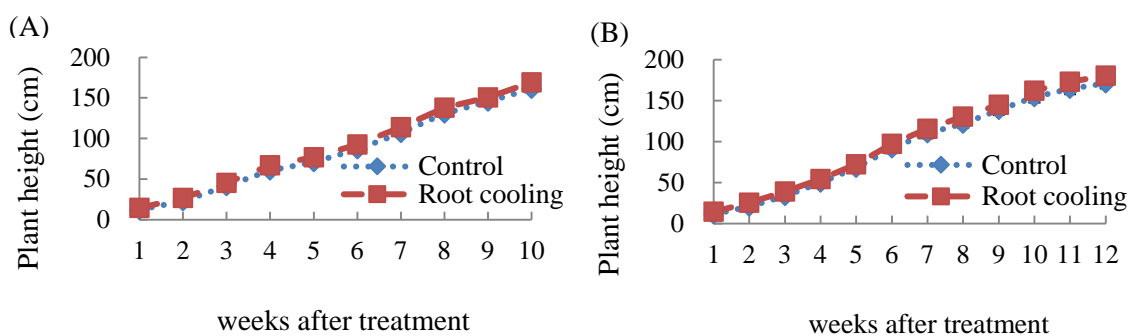 (A)
Plant height (cm)
200
150
100
50
0
Control
Root cooling
1 2 3 4 5 6 7 8 9 10
weeks after treatment
(B)
Plant height (cm)
200
150
100
50
0
Control
Root cooling
1 2 3 4 5 6 7 8 9 10 11 12
weeks after treatment